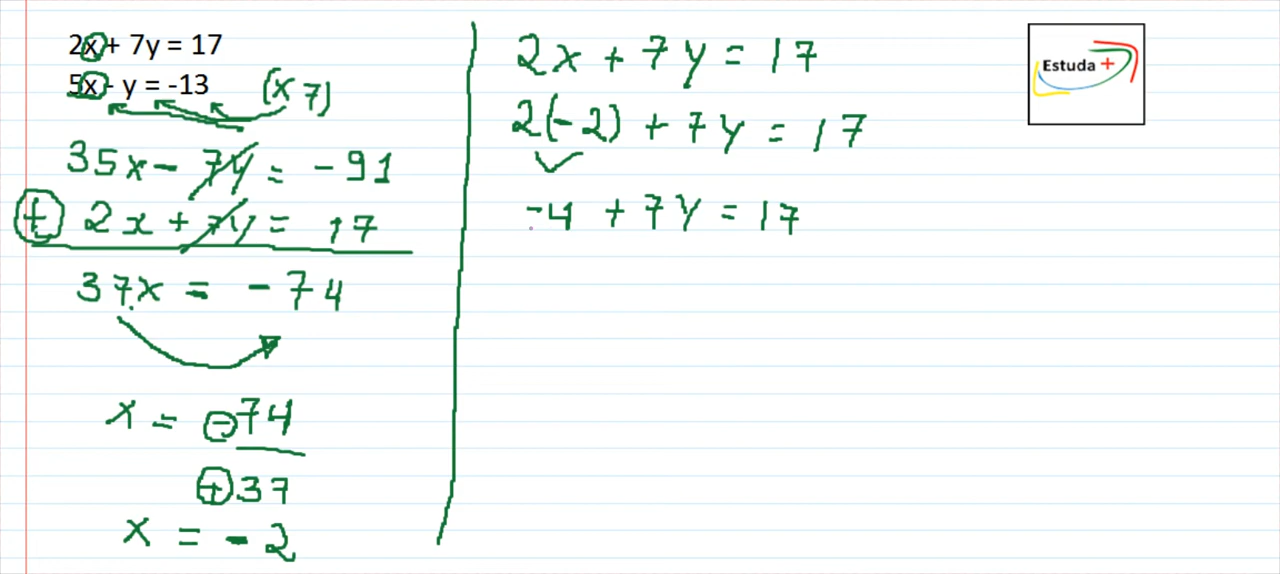 2x + 7y = 17
5x - y = -13
(x 7)
35x - 7y = - 91
+ 2x + 7y = 17
37x = - 74
x = - 74
+ 37
x = - 2
2x + 7y = 17
2(-2) + 7y = 17
-4 + 7y = 17
Estuda +